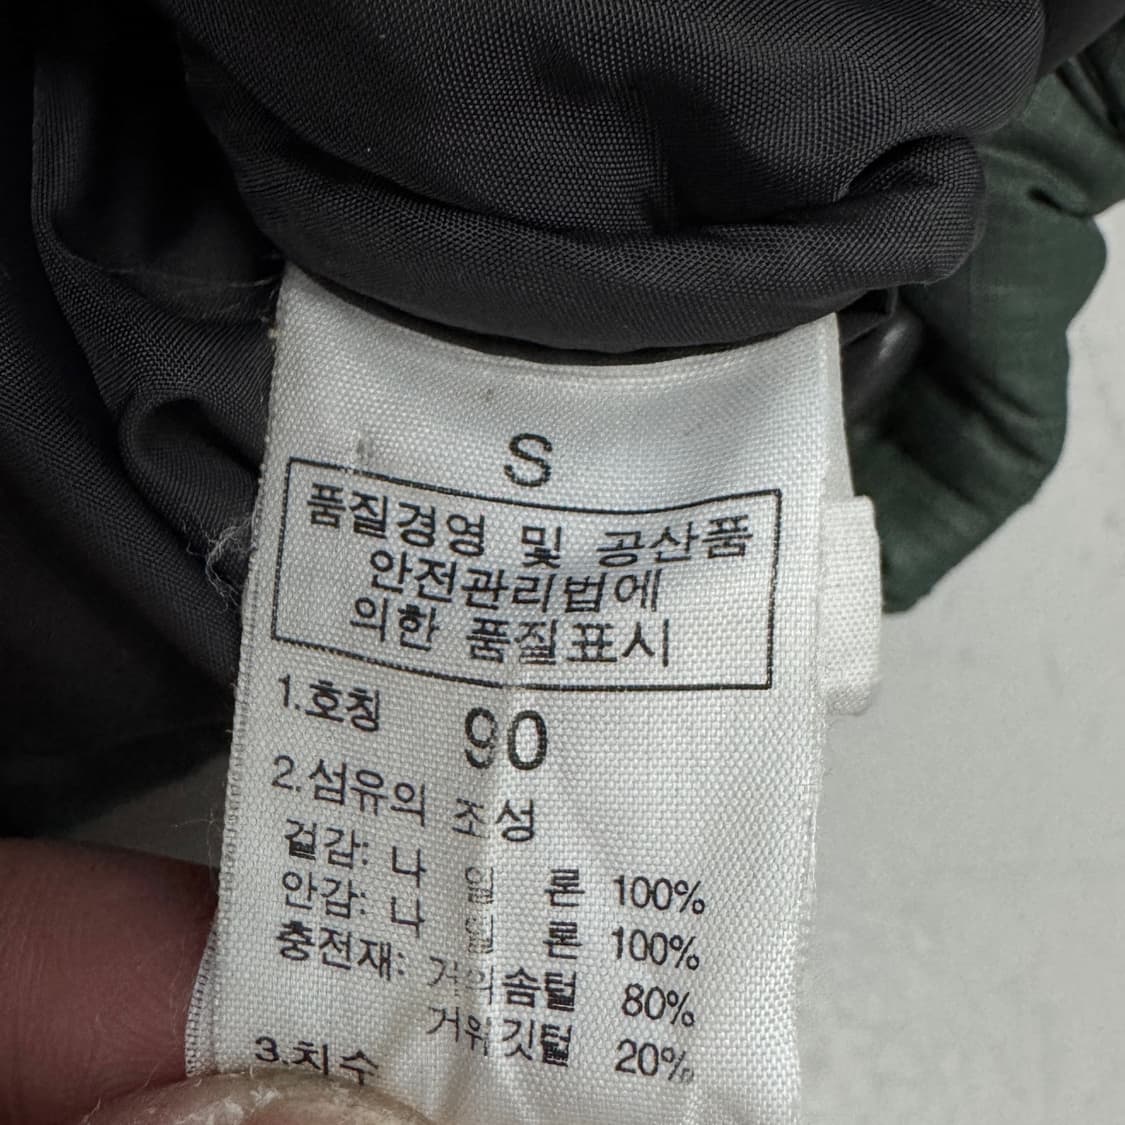 S
품질경영 및 공산품
안전관리법에
의한 품질표시
1.호칭 90
2.섬유의 조성
겉감: 나일론 100%
안감: 나일론 100%
충전재: 거위솜털 80%
거위깃털 20%
3.치수